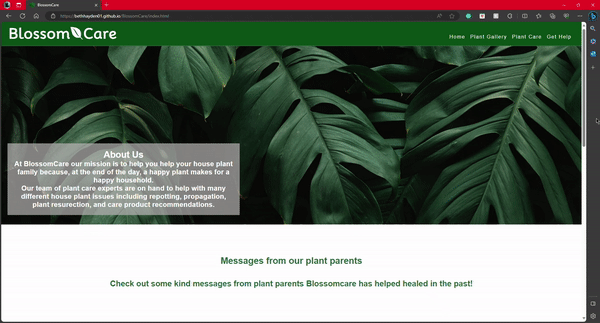 BlossomCare
https://bethhayden01.github.io/BlossomCare/index.html
Blossom Care
Home Plant Gallery Plant Care Get Help
About Us
At BlossomCare our mission is to help you help your house plant
family because, at the end of the day, a happy plant makes for a
happy household.
Our team of plant care experts are on hand to help with many
different house plant issues including repotting, propagation,
plant resurection, and care product recommendations.
Messages from our plant parents
Check out some kind messages from plant parents Blossomcare has helped healed in the past!